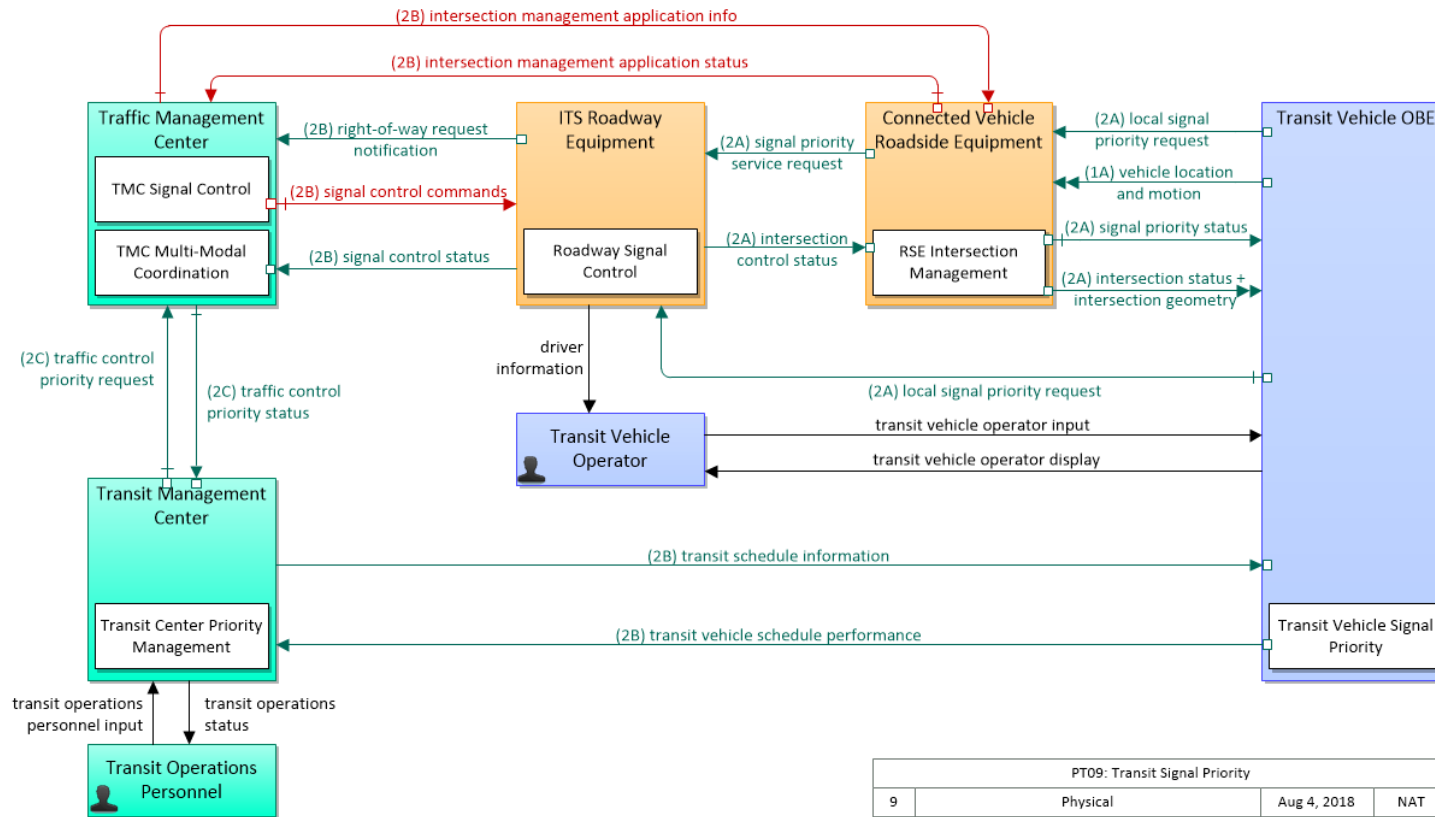 (2B) intersection management application info
(2B) intersection management application status
Traffic Management
Center
TMC Signal Control
TMC Multi-Modal
Coordination
(2B) right-of-way request
notification
(2B) signal control commands
(2B) signal control status
ITS Roadway
Equipment
Roadway Signal
Control
(2A) signal priority
service request
(2A) intersection
control status
Connected Vehicle
Roadside Equipment
RSE Intersection
Management
(2A) local signal
priority request
(1A) vehicle location
and motion
(2A) signal priority status
(2A) intersection status +
intersection geometry
Transit Vehicle OBE
(2C) traffic control
priority request
(2C) traffic control
priority status
driver
information
(2A) local signal priority request
Transit Vehicle
Operator
transit vehicle operator input
transit vehicle operator display
Transit Management
Center
(2B) transit schedule information
Transit Center Priority
Management
(2B) transit vehicle schedule performance
Transit Vehicle Signal
Priority
transit operations
personnel input
transit operations
status
Transit Operations
Personnel
PT09: Transit Signal Priority
9 Physical Aug 4, 2018 NAT